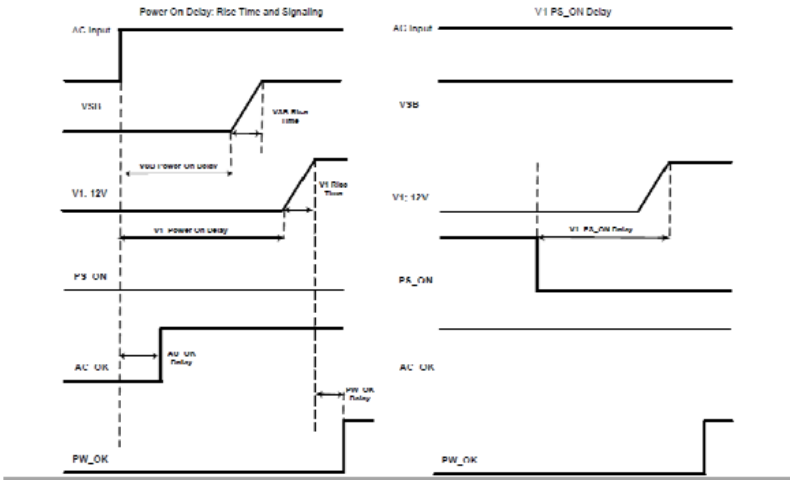 Power On Delay: Rise Time and Signaling
AC Input
VSB
VSB Rise
Time
VSB Power On Delay
V1, 12V
V1 Rise
Time
V1 Power On Delay
PS_ON
AC_OK
AC_OK
Delay
PW_OK
Delay
PW_OK
V1 PS_ON Delay
AC Input
VSB
V1; 12V
V1 PS_ON Delay
PS_ON
AC_OK
PW_OK